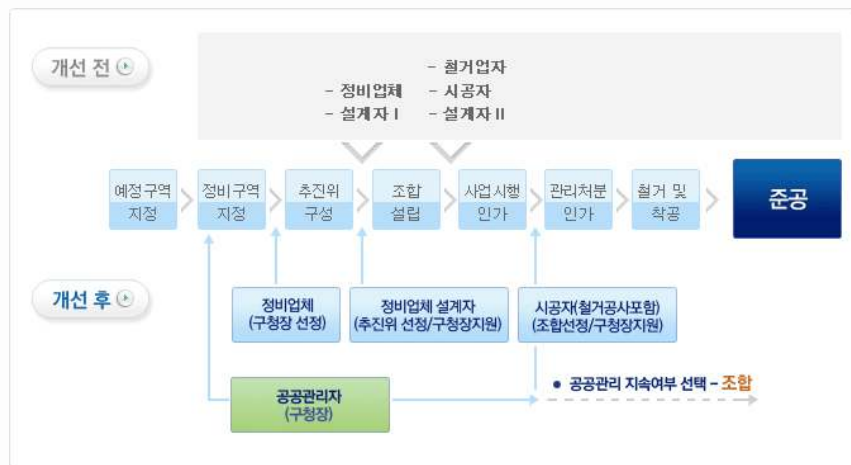 개선 전
- 철거업자
- 정비업체 - 시공자
- 설계자 I - 설계자 II
예정구역
지정
정비구역
지정
추진위
구성
조합
설립
사업시행
인가
관리처분
인가
철거 및
착공
준공
개선 후
정비업체
(구청장 선정)
정비업체 설계자
(추진위 선정/구청장지원)
시공자(철거공사포함)
(조합선정/구청장지원)
공공관리자
(구청장)
• 공공관리 지속여부 선택 - 조합